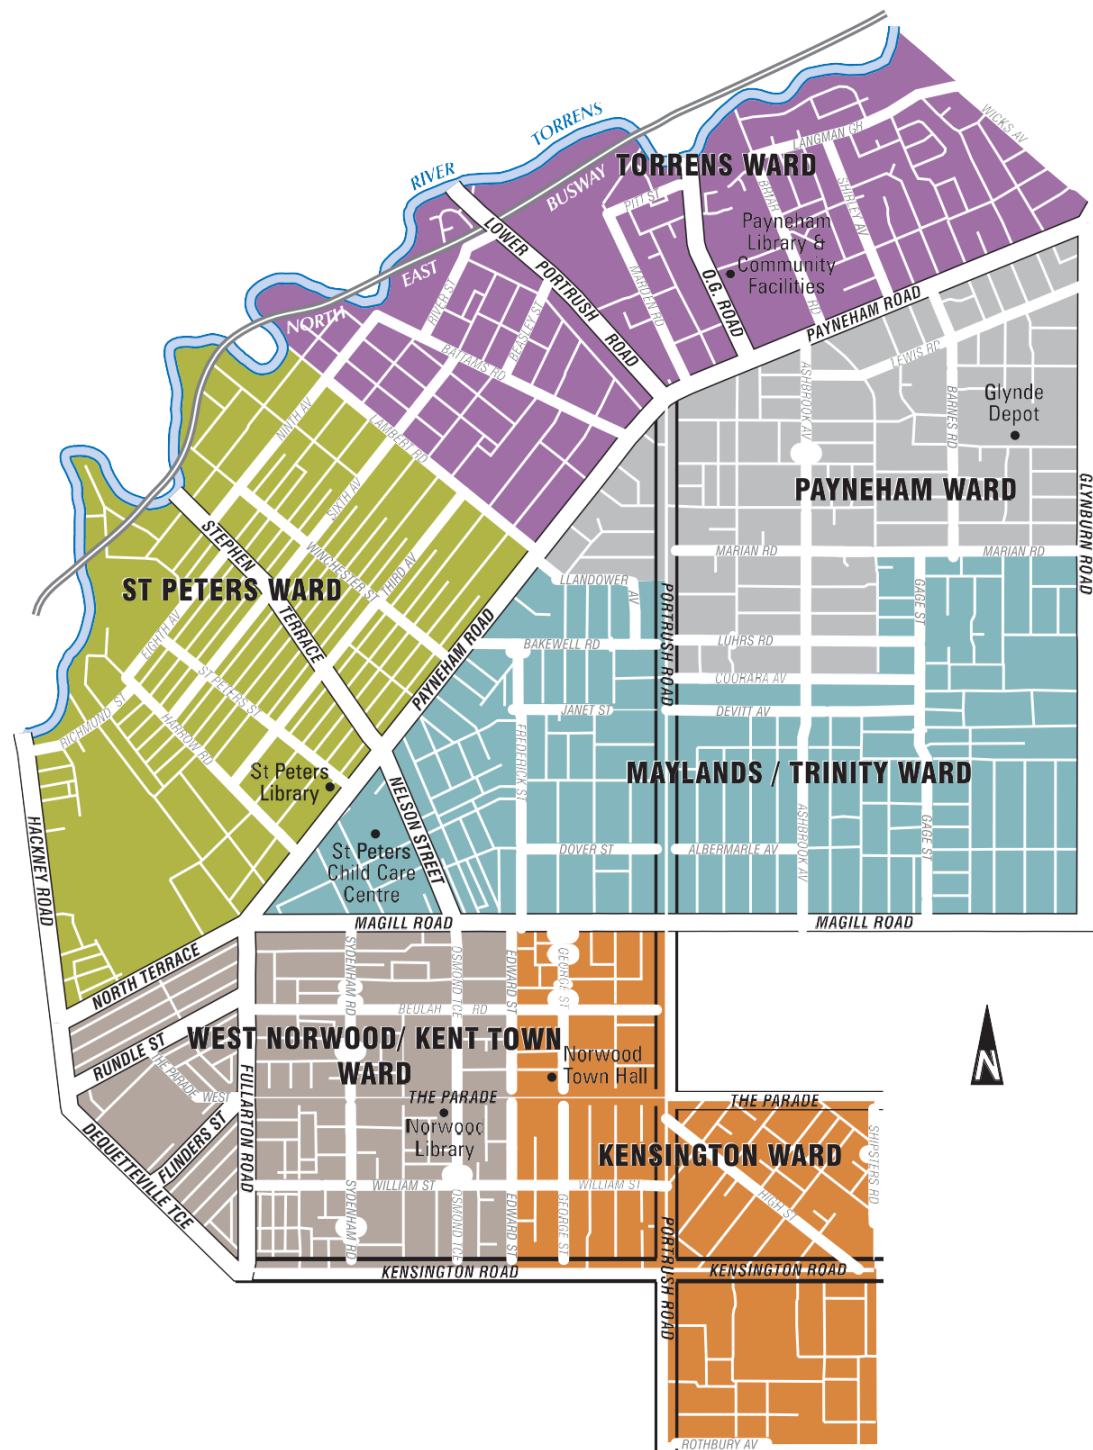 RIVER
TORRENS
NORTH
EAST
BUSWAY
TORRENS WARD
LANGMAN GR
WICKS AV
PITT ST
BRIAR
RD
SHIRLEY AV
Payneham
Library &
Community
Facilities
LOWER PORTRUSH ROAD
O.G. ROAD
MARDEN RD
RIVER ST
BEASLEY ST
BATTAMS RD
PAYNEHAM ROAD
LEWIS RD
ASHBROOK AV
BARNES RD
Glynde
Depot
NINTH AV
LAMBERT RD
SIXTH AV
PAYNEHAM WARD
GLYNBURN ROAD
STEPHEN TERRACE
WINCHESTER ST
THIRD AV
MARIAN RD
MARIAN RD
ST PETERS WARD
LLANDOWER
AV
PORTRUSH ROAD
GAGE ST
EIGHTH AV
PAYNEHAM ROAD
BAKEWELL RD
LUHRS RD
ST PETERS ST
COORARA AV
RICHMOND ST
HARROW RD
JANET ST
DEVITT AV
FREDERICK ST
St Peters
Library
MAYLANDS / TRINITY WARD
NELSON STREET
HACKNEY ROAD
St Peters
Child Care
Centre
DOVER ST
ALBERMARLE AV
ASHBROOK AV
GAGE ST
MAGILL ROAD
MAGILL ROAD
NORTH TERRACE
SYDENHAM RD
OSMOND TCE
EDWARD ST
GEORGE ST
BEULAH RD
RUNDLE ST
WEST NORWOOD/ KENT TOWN
WARD
Norwood
Town Hall
N
THE PARADE WEST
FULLARTON ROAD
THE PARADE
THE PARADE
Norwood
Library
FLINDERS ST
DEQUETTEVILLE TCE
KENSINGTON WARD
SHIPSTERS RD
WILLIAM ST
WILLIAM ST
HIGH ST
SYDENHAM RD
OSMOND TCE
EDWARD ST
GEORGE ST
PORTRUSH ROAD
KENSINGTON ROAD
KENSINGTON ROAD
ROTHBURY AV